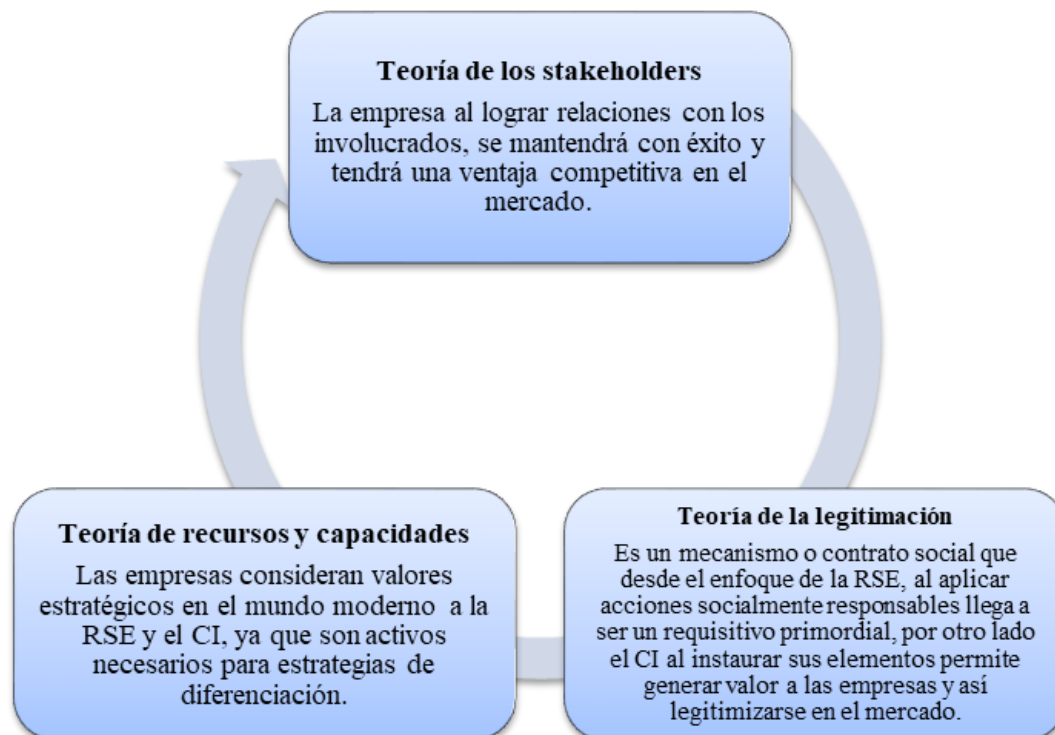 Teoría de los stakeholders
La empresa al lograr relaciones con los
involucrados, se mantendrá con éxito y
tendrá una ventaja competitiva en el
mercado.
Teoría de recursos y capacidades
Las empresas consideran valores
estratégicos en el mundo moderno a la
RSE y el CI, ya que son activos
necesarios para estrategias de
diferenciación.
Teoría de la legitimación
Es un mecanismo o contrato social que
desde el enfoque de la RSE, al aplicar
acciones socialmente responsables llega a
ser un requisitivo primordial, por otro lado
el CI al instaurar sus elementos permite
generar valor a las empresas y así
legitimizarse en el mercado.